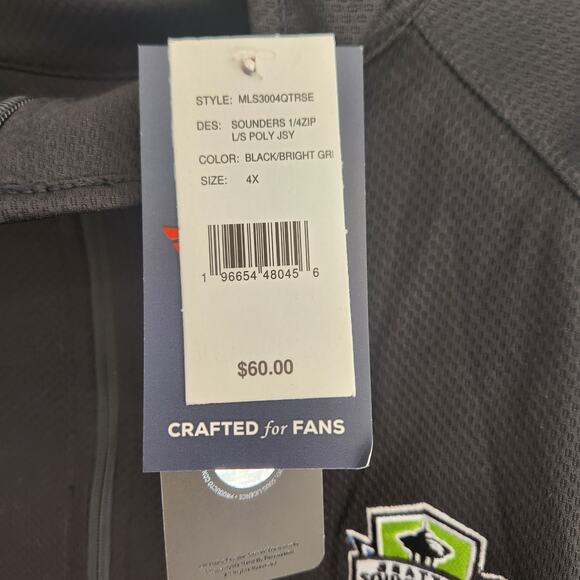 STYLE: MLS3004QTRSE
DES: SOUNDERS 1/4ZIP
L/S POLY JSY
COLOR: BLACK/BRIGHT GRI
SIZE: 4X
1 96654 48045 6
$60.00
CRAFTED for FANS